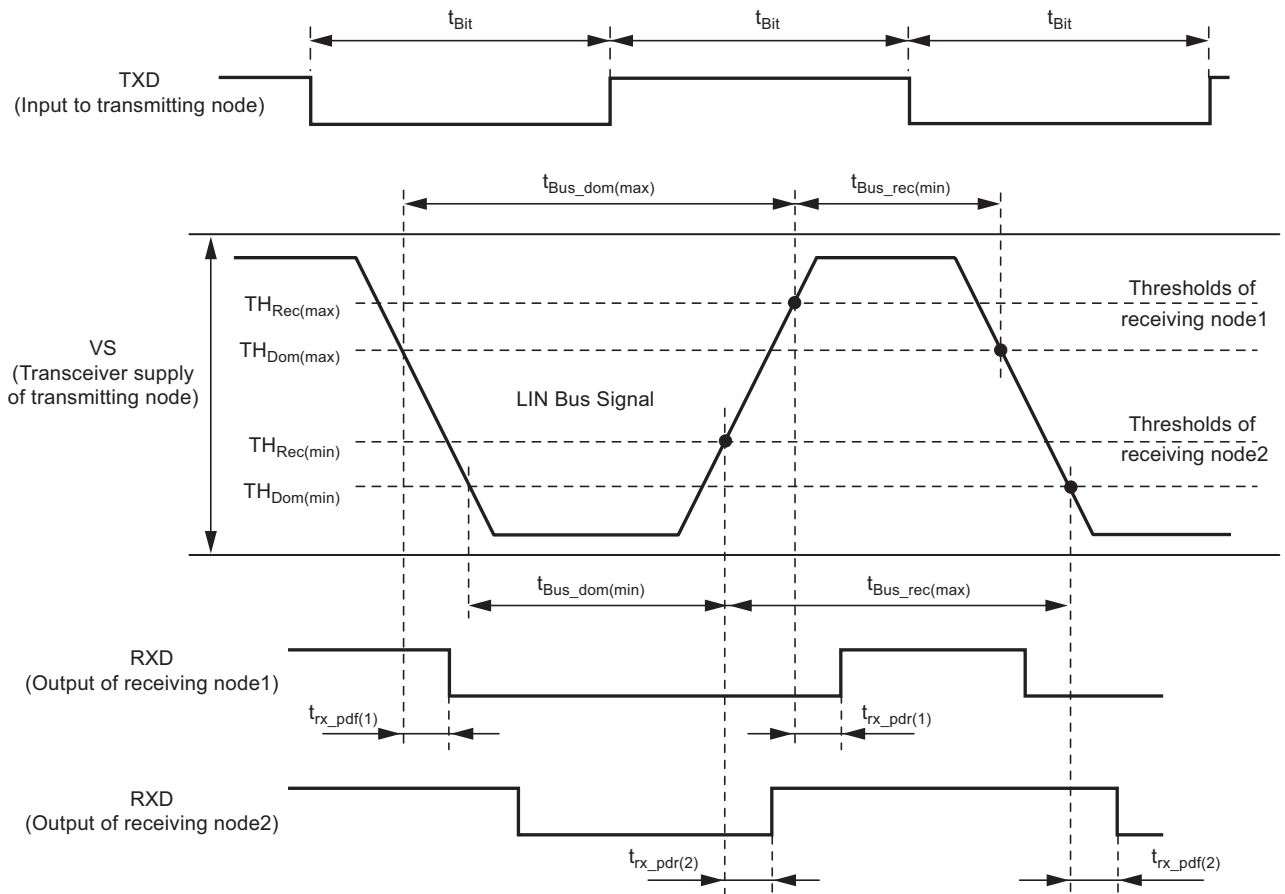 tBit
tBit
tBit
TXD
(Input to transmitting node)
tBus_dom(max)
tBus_rec(min)
THRec(max)
Thresholds of
receiving node1
THDom(max)
VS
(Transceiver supply
of transmitting node)
LIN Bus Signal
THRec(min)
Thresholds of
receiving node2
THDom(min)
tBus_dom(min)
tBus_rec(max)
RXD
(Output of receiving node1)
trx_pdf(1)
trx_pdr(1)
RXD
(Output of receiving node2)
trx_pdr(2)
trx_pdf(2)